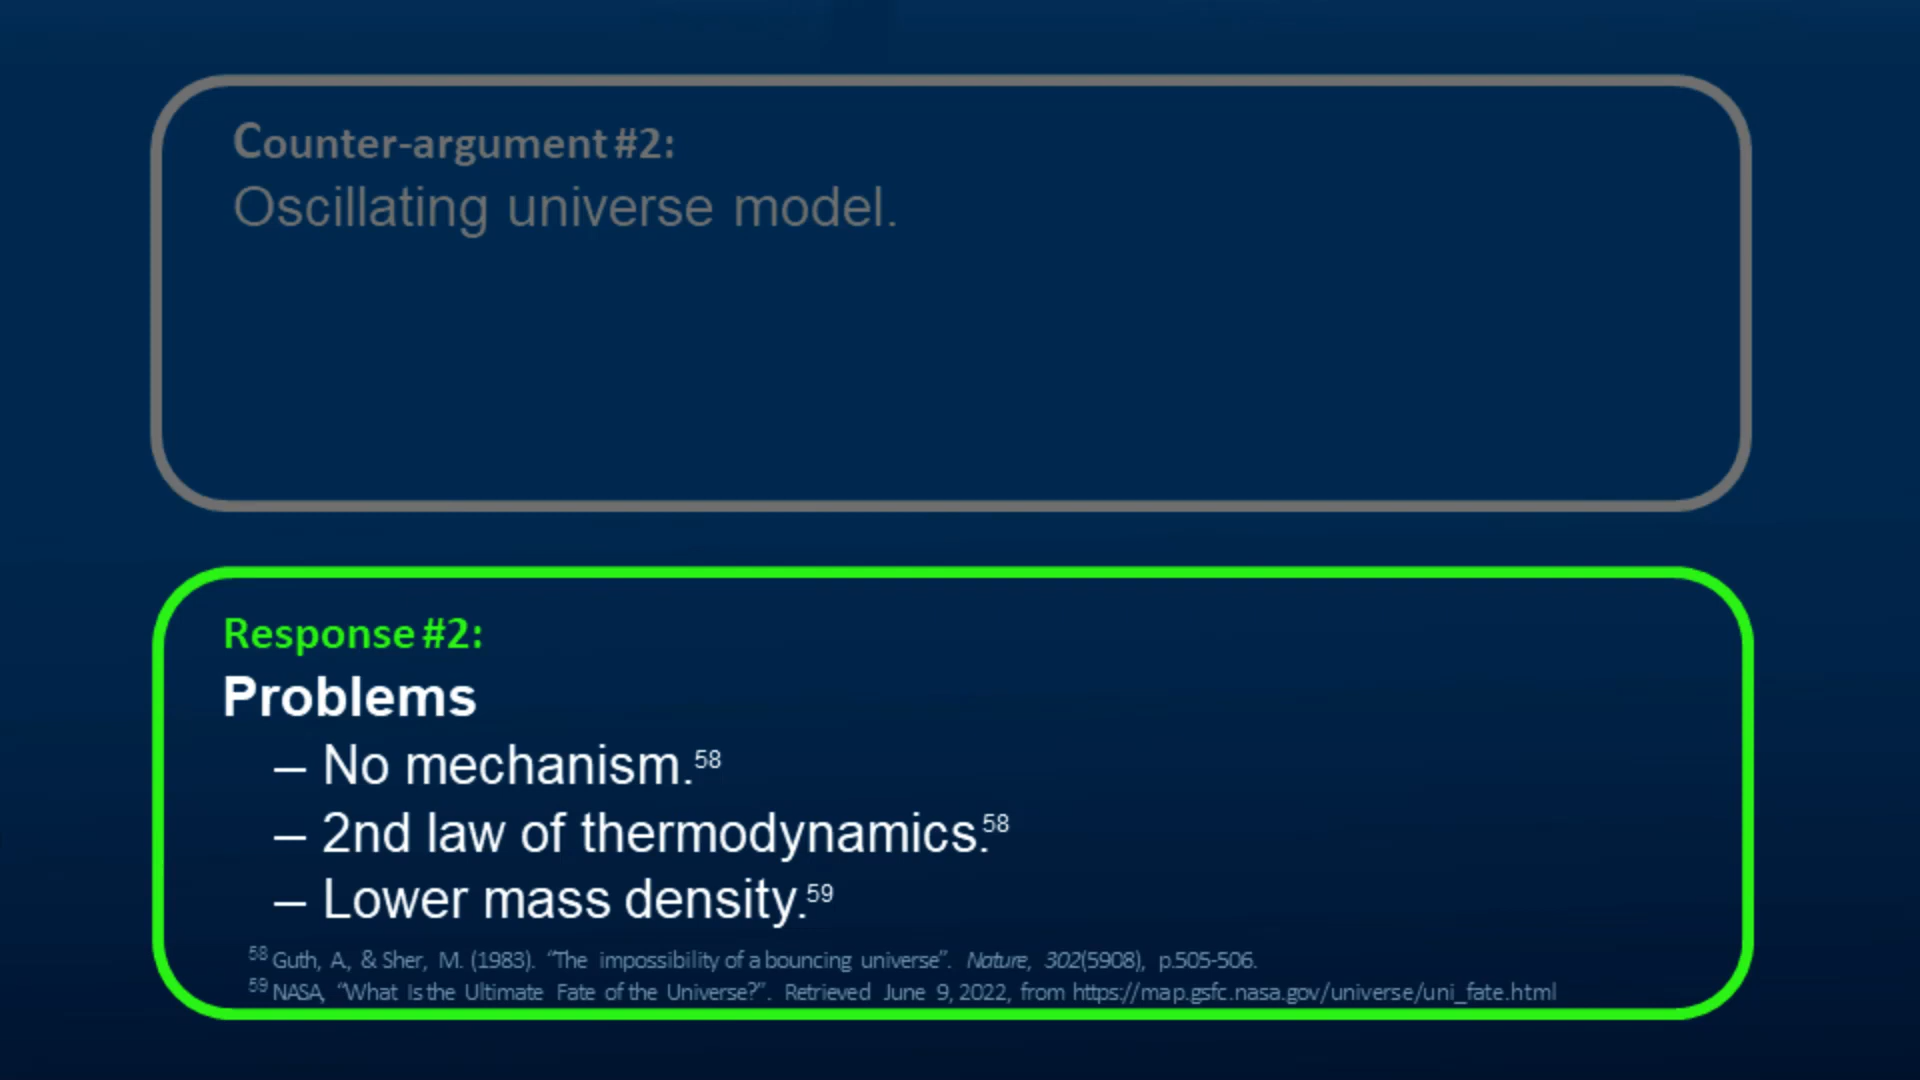 Counter-argument #2:
Oscillating universe model.
Response #2:
Problems
– No mechanism.58
– 2nd law of thermodynamics.58
– Lower mass density.59
58 Guth, A., & Sher, M. (1983). “The impossibility of a bouncing universe”. Nature, 302(5908), p.505-506.
59 NASA, “What Is the Ultimate Fate of the Universe?”. Retrieved June 9, 2022, from https://map.gsfc.nasa.gov/universe/uni_fate.html